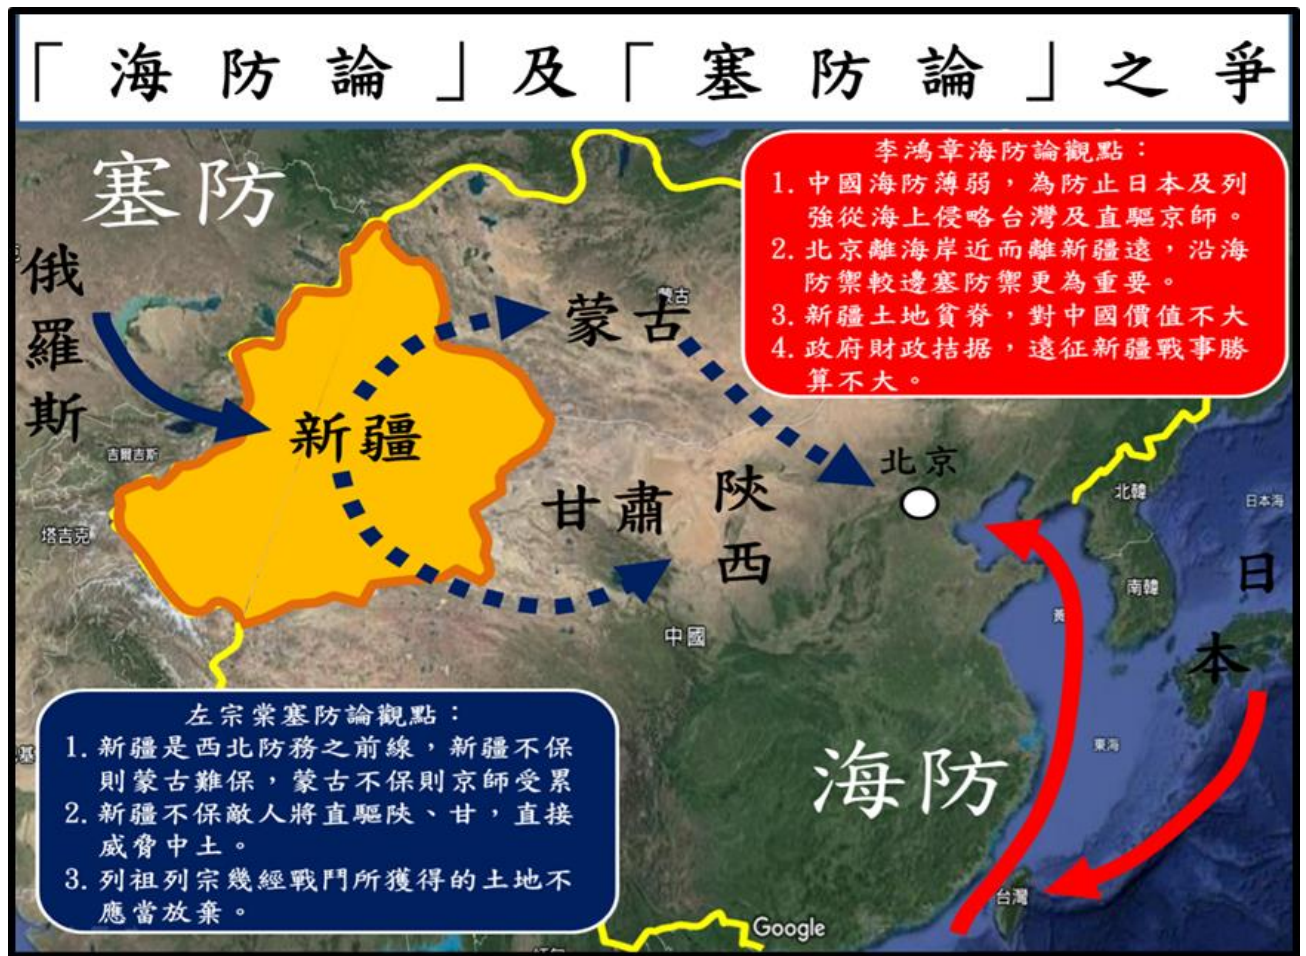 「海防論」及「塞防論」之爭
塞防
李鴻章海防論觀點：
1. 中國海防薄弱，為防止日本及列
強從海上侵略台灣及直驅京師。
2. 北京離海岸近而離新疆遠，沿海
防禦較邊塞防禦更為重要。
3. 新疆土地貧脊，對中國價值不大
4. 政府財政拮据，遠征新疆戰事勝
算不大。
俄
羅
斯
蒙古
蒙古
新疆
吉爾吉斯
塔吉克
甘肅
陝
西
北京
北韓
日本海
南韓
日
本
黃
中國
東海
海防
左宗棠塞防論觀點：
1. 新疆是西北防務之前線，新疆不保
則蒙古難保，蒙古不保則京師受累
2. 新疆不保敵人將直驅陝、甘，直接
威脅中土。
3. 列祖列宗幾經戰鬥所獲得的土地不
應當放棄。
台灣
Google